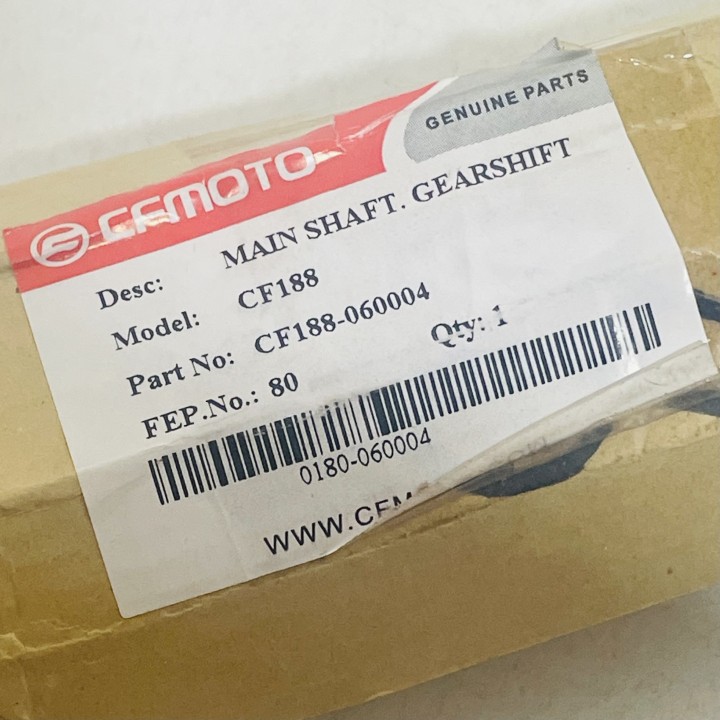 CFMOTO
GENUINE PARTS
Desc: MAIN SHAFT. GEARSHIFT
Model: CF188
Part No: CF188-060004
FEP.No.: 80 Qty: 1
0180-060004
WWW.CFM